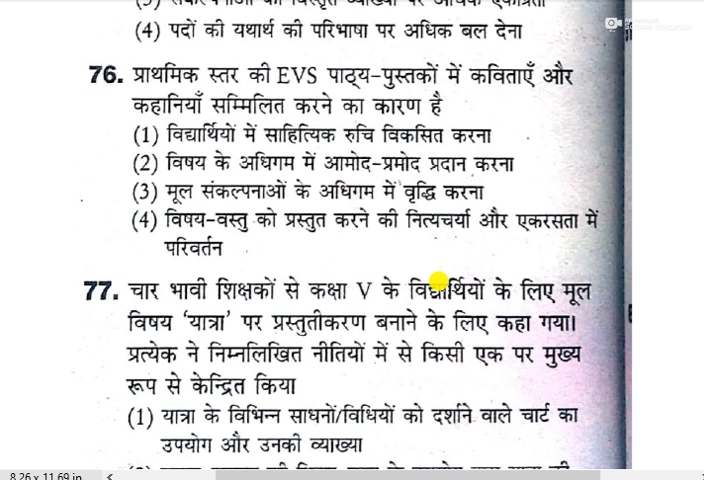 (4) पदों की यथार्थ की परिभाषा पर अधिक बल देना
76. प्राथमिक स्तर की EVS पाठ्य-पुस्तकों में कविताएँ और
कहानियाँ सम्मिलित करने का कारण है
(1) विद्यार्थियों में साहित्यिक रुचि विकसित करना
(2) विषय के अधिगम में आमोद-प्रमोद प्रदान करना
(3) मूल संकल्पनाओं के अधिगम में वृद्धि करना
(4) विषय-वस्तु को प्रस्तुत करने की नित्यचर्या और एकरसता में
परिवर्तन
77. चार भावी शिक्षकों से कक्षा V के विद्यार्थियों के लिए मूल
विषय ‘यात्रा’ पर प्रस्तुतीकरण बनाने के लिए कहा गया।
प्रत्येक ने निम्नलिखित नीतियों में से किसी एक पर मुख्य
रूप से केन्द्रित किया
(1) यात्रा के विभिन्न साधनों/विधियों को दर्शाने वाले चार्ट का
उपयोग और उनकी व्याख्या
8.26 x 11.69 in